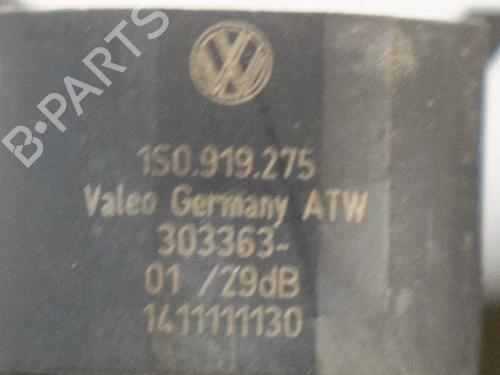 B-PARTS
1S0.919.275
Valeo Germany ATW
303363-
01 /Z9dB
1411111130